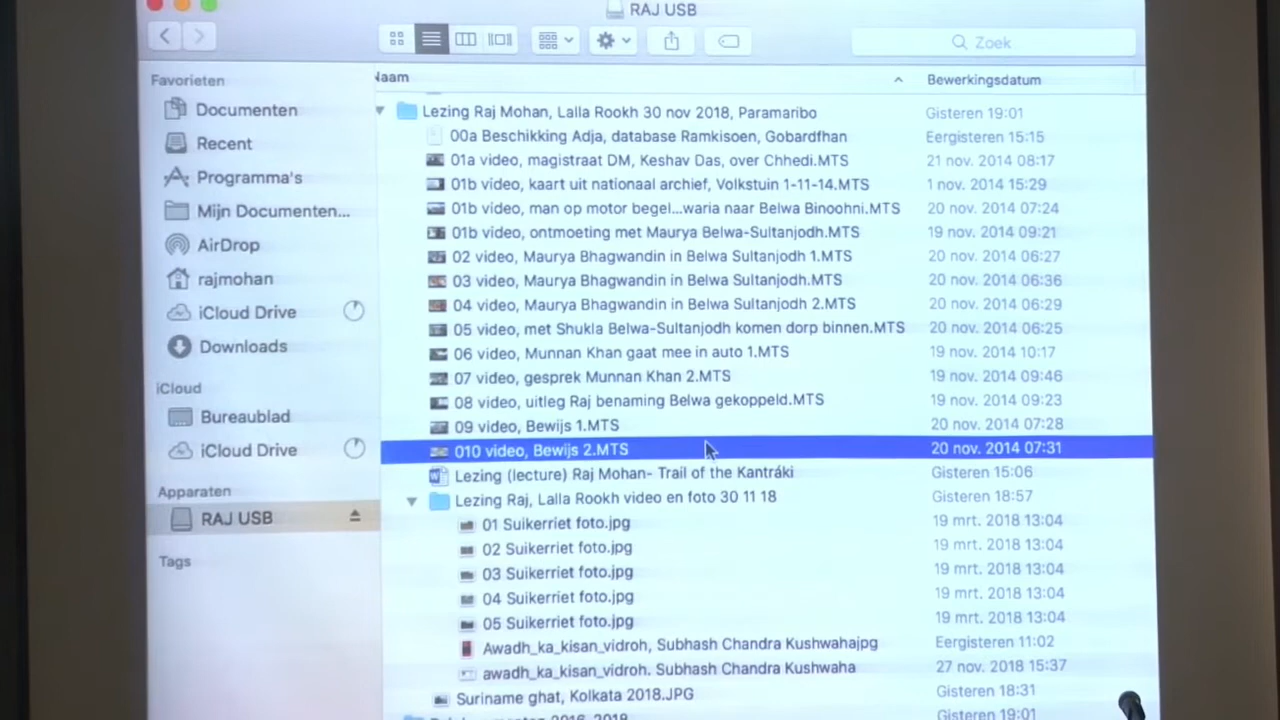 RAJ USB
Zoek
Favorieten
Documenten
Recent
Programma's
Mijn Documenten...
AirDrop
rajmohan
iCloud Drive
Downloads
iCloud
Bureaublad
iCloud Drive
Apparaten
RAJ USB
Tags
Naam Bewerkingsdatum
Lezing Raj Mohan, Lalla Rookh 30 nov 2018, Paramaribo Gisteren 19:01
00a Beschikking Adja, database Ramkisoen, Gobardfhan Eergisteren 15:15
01a video, magistraat DM, Keshav Das, over Chhedi.MTS 21 nov. 2014 08:17
01b video, kaart uit nationaal archief, Volkstuin 1-11-14.MTS 1 nov. 2014 15:29
01b video, man op motor begel...waria naar Belwa Binoohni.MTS 20 nov. 2014 07:24
01b video, ontmoeting met Maurya Belwa-Sultanjodh.MTS 19 nov. 2014 09:21
02 video, Maurya Bhagwandin in Belwa Sultanjodh 1.MTS 20 nov. 2014 06:27
03 video, Maurya Bhagwandin in Belwa Sultanjodh.MTS 20 nov. 2014 06:36
04 video, Maurya Bhagwandin in Belwa Sultanjodh 2.MTS 20 nov. 2014 06:29
05 video, met Shukla Belwa-Sultanjodh komen dorp binnen.MTS 20 nov. 2014 06:25
06 video, Munnan Khan gaat mee in auto 1.MTS 19 nov. 2014 10:17
07 video, gesprek Munnan Khan 2.MTS 19 nov. 2014 09:46
08 video, uitleg Raj benaming Belwa gekoppeld.MTS 19 nov. 2014 09:23
09 video, Bewijs 1.MTS 20 nov. 2014 07:28
010 video, Bewijs 2.MTS 20 nov. 2014 07:31
Lezing (lecture) Raj Mohan- Trail of the Kantráki Gisteren 15:06
Lezing Raj, Lalla Rookh video en foto 30 11 18 Gisteren 18:57
01 Suikerriet foto.jpg 19 mrt. 2018 13:04
02 Suikerriet foto.jpg 19 mrt. 2018 13:04
03 Suikerriet foto.jpg 19 mrt. 2018 13:04
04 Suikerriet foto.jpg 19 mrt. 2018 13:04
05 Suikerriet foto.jpg 19 mrt. 2018 13:04
Awadh_ka_kisan_vidroh, Subhash Chandra Kushwahajpg Eergisteren 11:02
awadh_ka_kisan_vidroh. Subhash Chandra Kushwaha 27 nov. 2018 15:37
Suriname ghat, Kolkata 2018.JPG Gisteren 18:31
2016-2018 Gisteren 19:01